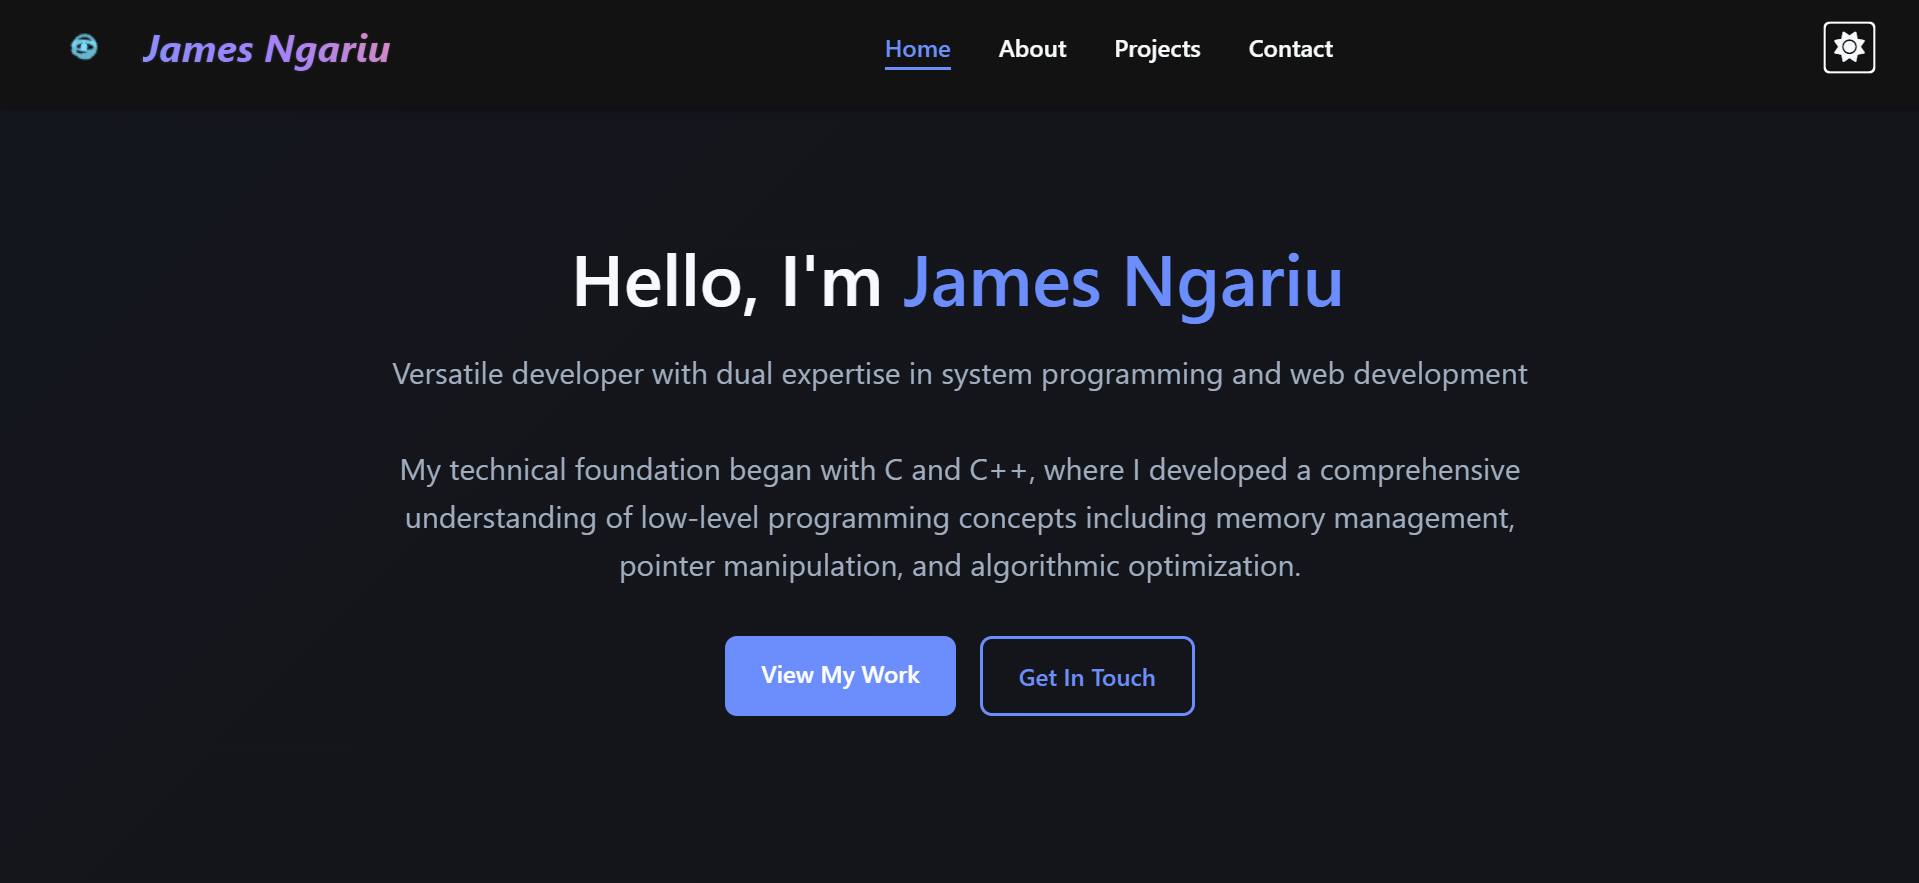 James Ngariu
Home
About
Projects
Contact
Hello, I'm James Ngariu
Versatile developer with dual expertise in system programming and web development
My technical foundation began with C and C++, where I developed a comprehensive
understanding of low-level programming concepts including memory management,
pointer manipulation, and algorithmic optimization.
View My Work
Get In Touch